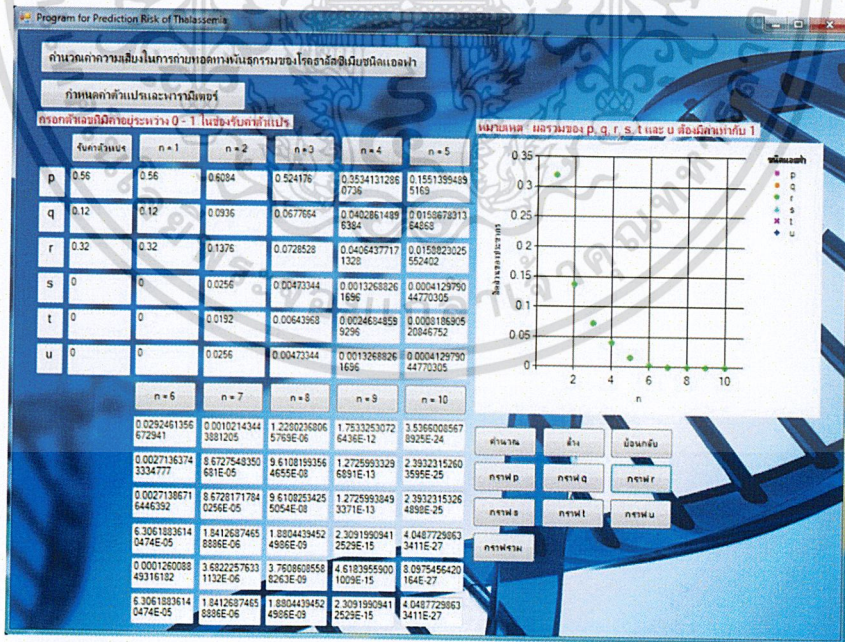 Program for Prediction Risk of Thalassemia
คำนวณค่าความเสี่ยงในการถ่ายทอดทางพันธุกรรมของโรคธาลัสซีเมียชนิดแอลฟา
กำหนดค่าตัวแปรและพารามิเตอร์
กรอกตัวเลขที่มีค่าอยู่ระหว่าง 0 - 1 ในช่องรับค่าตัวแปร
หมายเหตุ ผลรวมของ p, q, r, s, t และ u ต้องมีค่าเท่ากับ 1
รับค่าตัวแปร n = 1 n = 2 n = 3 n = 4 n = 5
p 0.56 0.56 0.6084 0.524176 0.3534131286 0.1551399489
0736 5169
q 0.12 0.12 0.0936 0.0677664 0.0402861489 0.0158678313
6384 64868
r 0.32 0.32 0.1376 0.0728528 0.0406437717 0.0158823025
1328 552402
s 0 0 0.0256 0.00473344 0.0013268826 0.0004129790
1696 44770305
t 0 0 0.0192 0.00643968 0.0024684859 0.0008186905
9296 20846752
u 0 0 0.0256 0.00473344 0.0013268826 0.0004129790
1696 44770305
n = 6 n = 7 n = 8 n = 9 n = 10
0.0292461356 0.0010214344 1.2280236806 1.7533253072 3.5366008567
672941 3881205 5769E-06 6436E-12 8925E-24
0.0027136374 8.6727548350 9.6108199356 1.2725993329 2.3932315260
3334777 681E-05 4655E-08 6891E-13 3595E-25
0.0027138671 8.6728171784 9.6108253425 1.2725993849 2.3932315326
6446392 0256E-05 5054E-08 3371E-13 4898E-25
6.3061883614 1.8412687465 1.8804439452 2.3091990941 4.0487729863
0474E-05 8886E-06 4986E-09 2529E-15 3411E-27
0.0001260088 3.6822257633 3.7608608558 4.6183955900 8.0975456420
49316182 1132E-06 8263E-09 1009E-15 164E-27
6.3061883614 1.8412687465 1.8804439452 2.3091990941 4.0487729863
0474E-05 8886E-06 4986E-09 2529E-15 3411E-27
0.35
0.3
0.25
0.2
0.15
0.1
0.05
0
2 4 6 8 10
n
ชนิดแอลฟา
p
q
r
s
t
u
คำนวณ ล้าง ย้อนกลับ
กราฟ p กราฟ q กราฟ r
กราฟ s กราฟ t กราฟ u
กราฟรวม